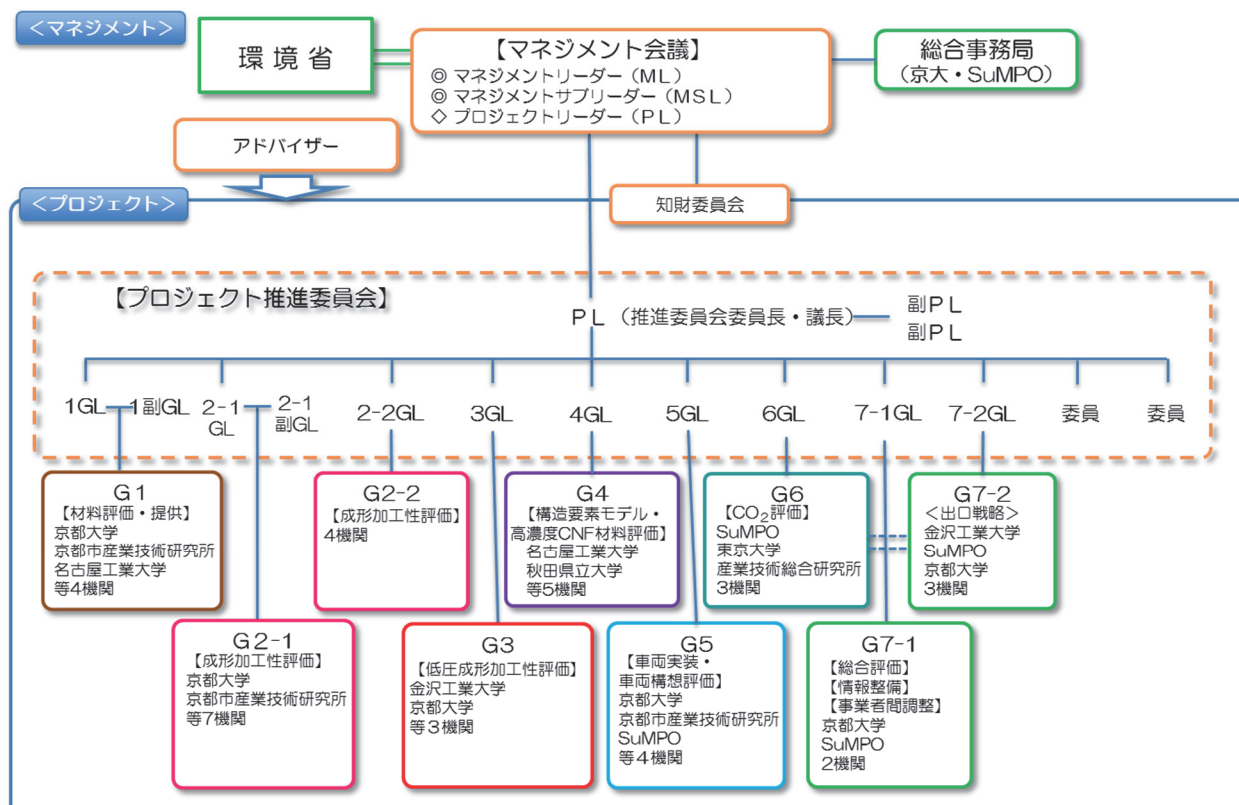 ＜マネジメント＞
環境省
【マネジメント会議】
◎ マネジメントリーダー（ＭＬ）
◎ マネジメントサブリーダー（ＭＳＬ）
◇ プロジェクトリーダー（ＰＬ）
総合事務局
（京大・SuMPO）
アドバイザー
＜プロジェクト＞
知財委員会
【プロジェクト推進委員会】
ＰＬ（推進委員会委員長・議長）
副ＰＬ
副ＰＬ
1GL
1副GL
2-1
GL
2-1
副GL
2-2GL
3GL
4GL
5GL
6GL
7-1GL
7-2GL
委員
委員
G1
【材料評価・提供】
京都大学
京都市産業技術研究所
名古屋工業大学
等4機関
G2-2
【成形加工性評価】
4機関
G4
【構造要素モデル・
高濃度CNF材料評価】
名古屋工業大学
秋田県立大学
等5機関
G6
【CO₂評価】
SuMPO
東京大学
産業技術総合研究所
3機関
G7-2
＜出口戦略＞
金沢工業大学
SuMPO
京都大学
3機関
G2-1
【成形加工性評価】
京都大学
京都市産業技術研究所
等7機関
G3
【低圧成形加工性評価】
金沢工業大学
京都大学
等３機関
G5
【車両実装・
車両構想評価】
京都大学
京都市産業技術研究所
SuMPO
等４機関
G7-1
【総合評価】
【情報整備】
【事業者間調整】
京都大学
SuMPO
2機関